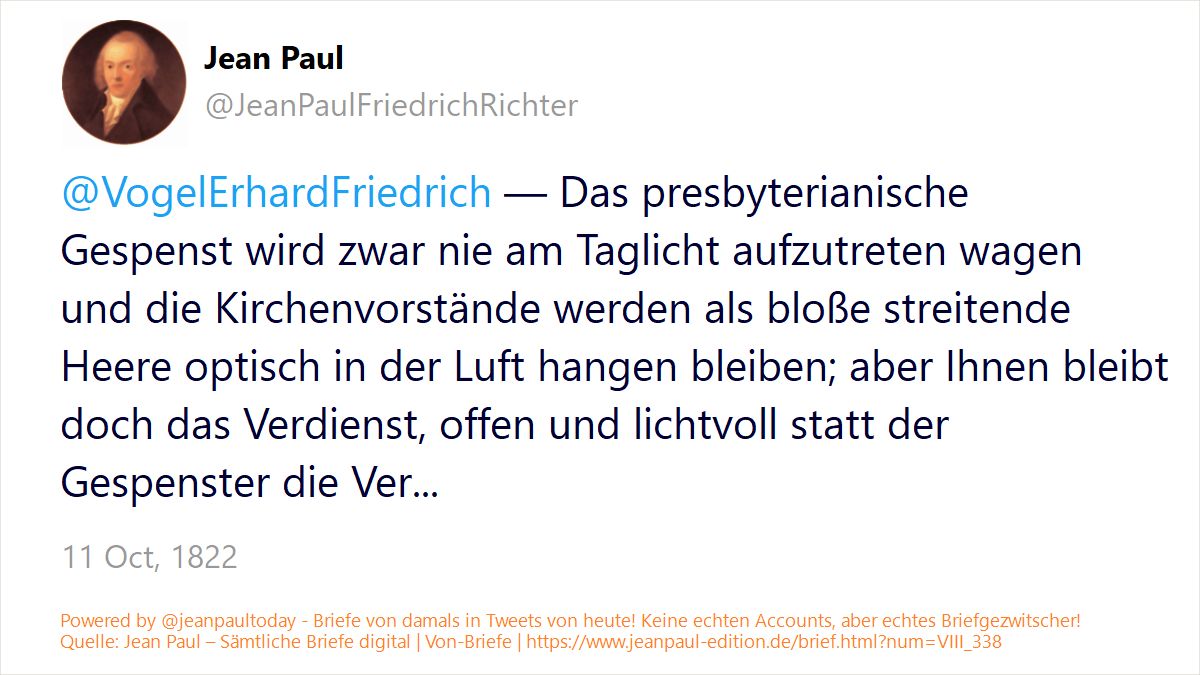 Jean Paul
@JeanPaulFriedrichRichter
@VogelErhardFriedrich — Das presbyterianische
Gespenst wird zwar nie am Taglicht aufzutreten wagen
und die Kirchenvorstände werden als bloße streitende
Heere optisch in der Luft hangen bleiben; aber Ihnen bleibt
doch das Verdienst, offen und lichtvoll statt der
Gespenster die Ver...
11 Oct, 1822
Powered by @jeanpaultoday - Briefe von damals in Tweets von heute! Keine echten Accounts, aber echtes Briefgezwitscher!
Quelle: Jean Paul – Sämtliche Briefe digital | Von-Briefe | https://www.jeanpaul-edition.de/brief.html?num=VIII_338